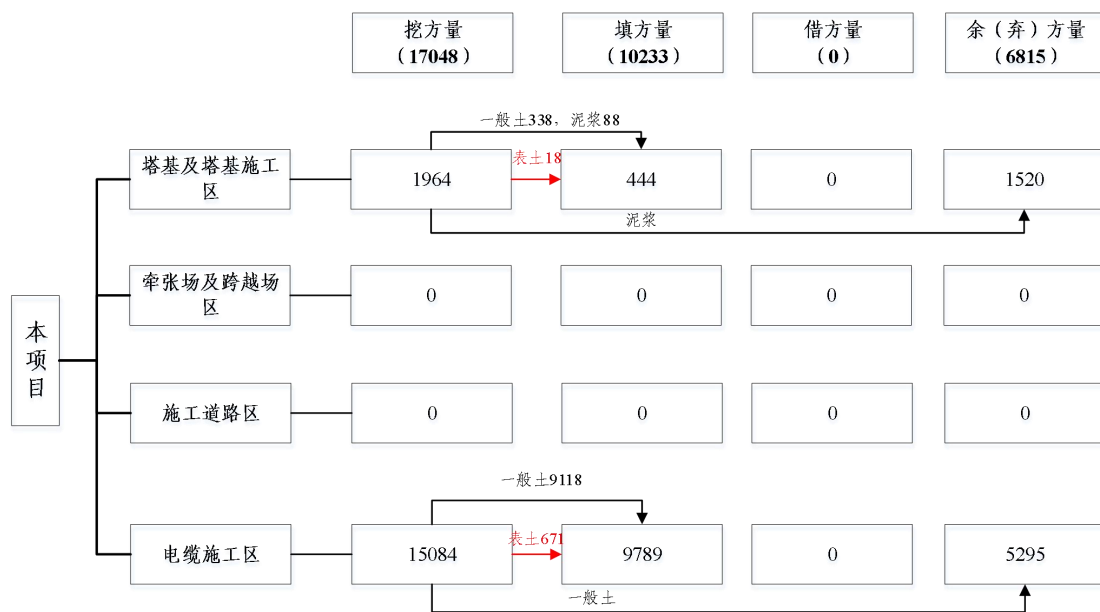 挖方量
（17048）
填方量
（10233）
借方量
（0）
余（弃）方量
（6815）
一般土338，泥浆88
塔基及塔基施工
区
1964
表土18
444
0
1520
泥浆
牵张场及跨越场
区
0
0
0
0
本
项
目
施工道路区
0
0
0
0
一般土9118
电缆施工区
15084
表土671
9789
0
5295
一般土